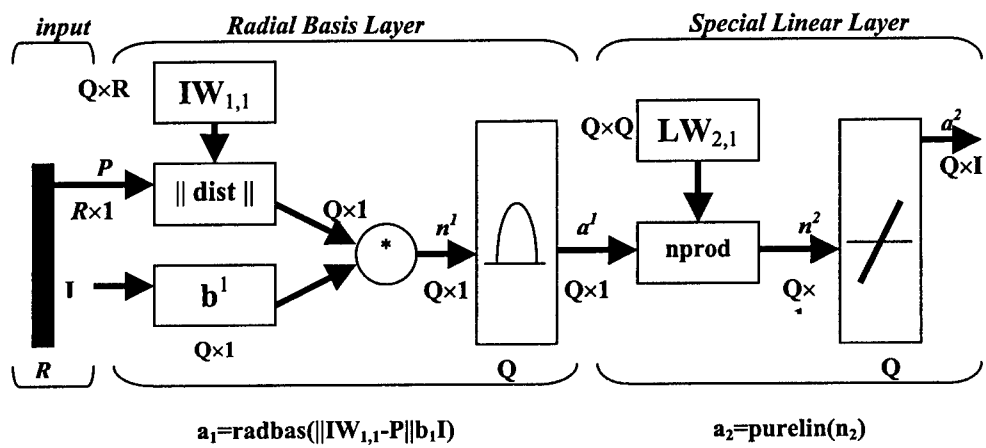 input
Radial Basis Layer
Special Linear Layer
Q×R
IW1,1
Q×Q
LW2,1
a²
Q×I
P
R×1
|| dist ||
Q×1
*
n¹
Q×1
a¹
Q×1
nprod
n²
Q×
I
b¹
Q×1
R
Q
Q
a₁=radbas(||IW₁,₁-P||b₁I)
a₂=purelin(n₂)